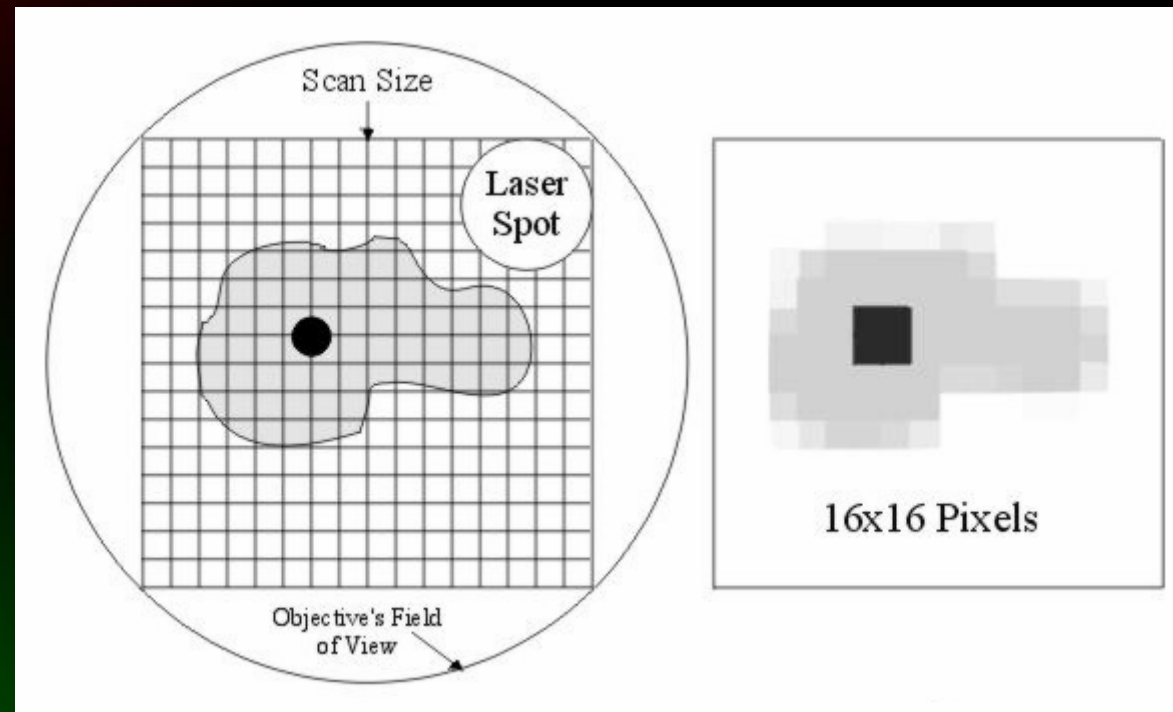 Scan Size
Laser
Spot
Objective's Field
of View
16x16 Pixels